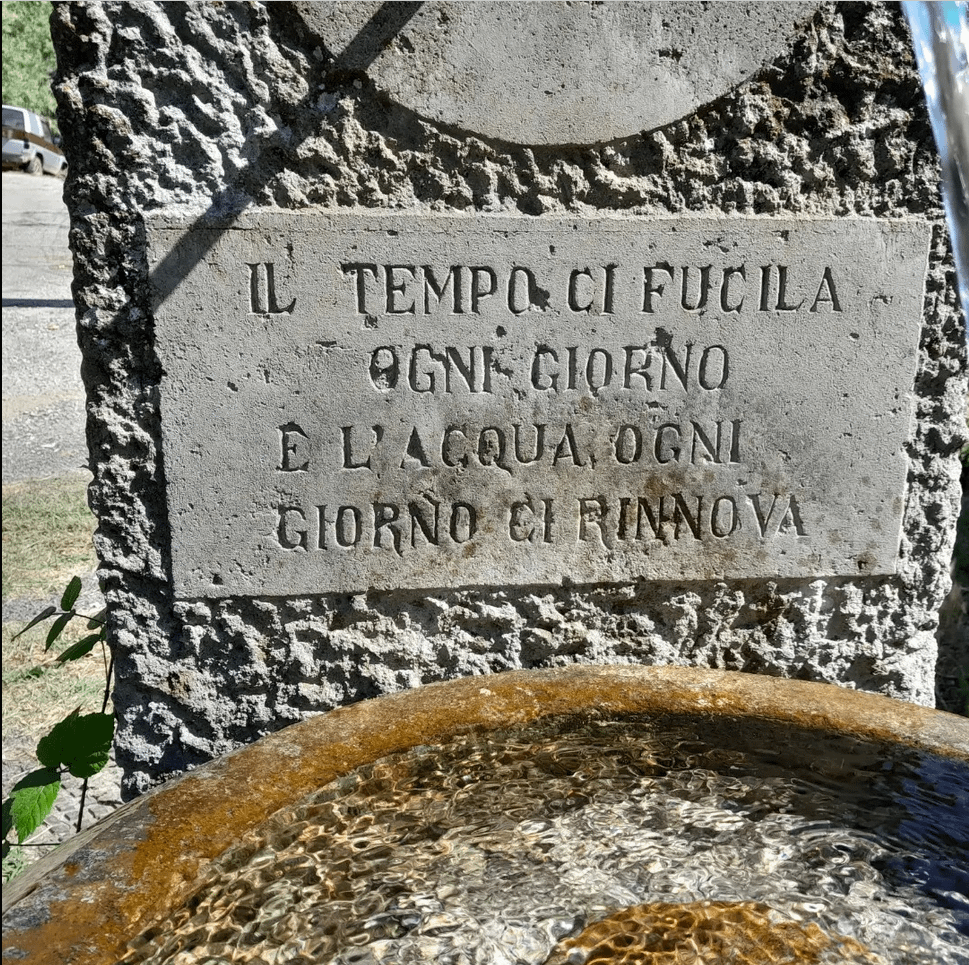 IL TEMPO CI FUCILA
OGNI GIORNO
E L'ACQUA OGNI
GIORNO CI RINNOVA